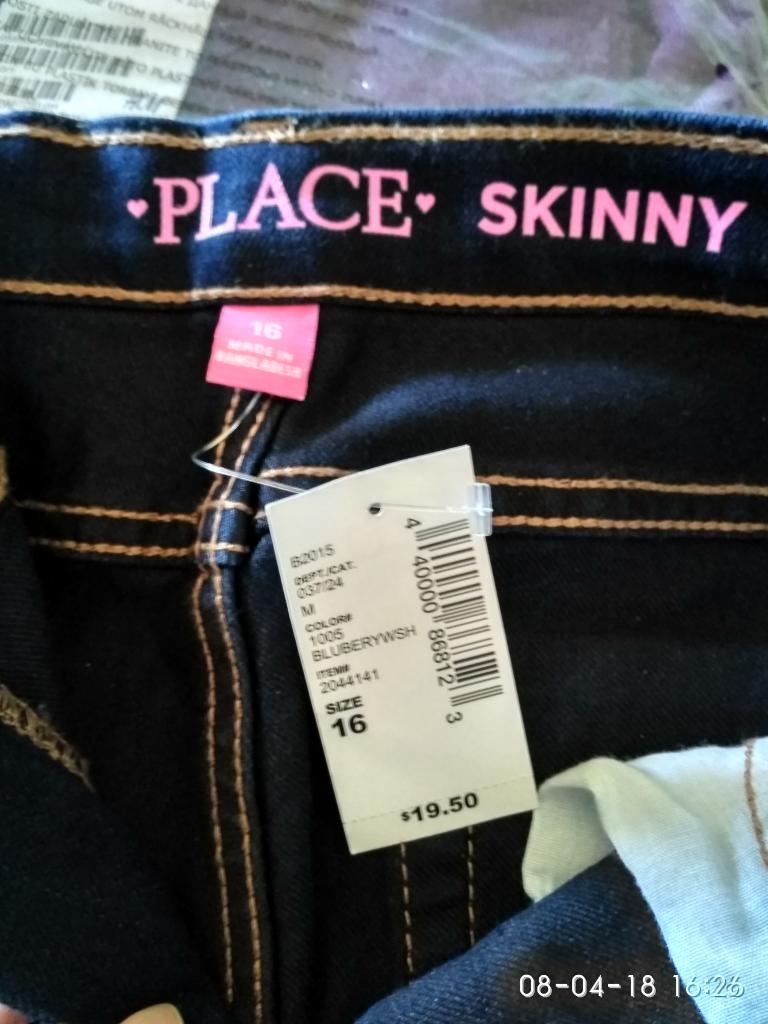 ♥PLACE♥ SKINNY
16
MADE IN
BANGLADESH
B2015
DEPT./CAT.
037/24
M
COLOR#
1005
BLUBERYWSH
ITEM#
2044141
SIZE
16
4 40000 86812 3
$19.50
08-04-18 16:26